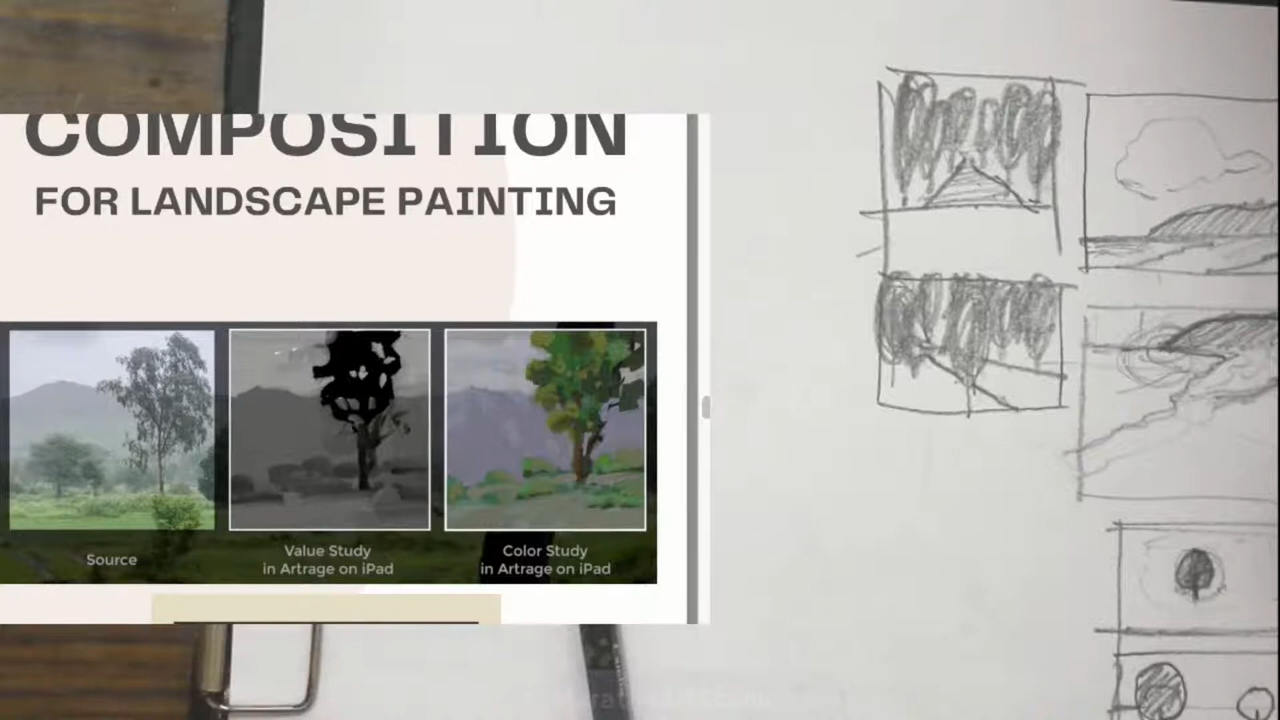 COMPOSITION
FOR LANDSCAPE PAINTING
Source
Value Study
in Artrage on iPad
Color Study
in Artrage on iPad